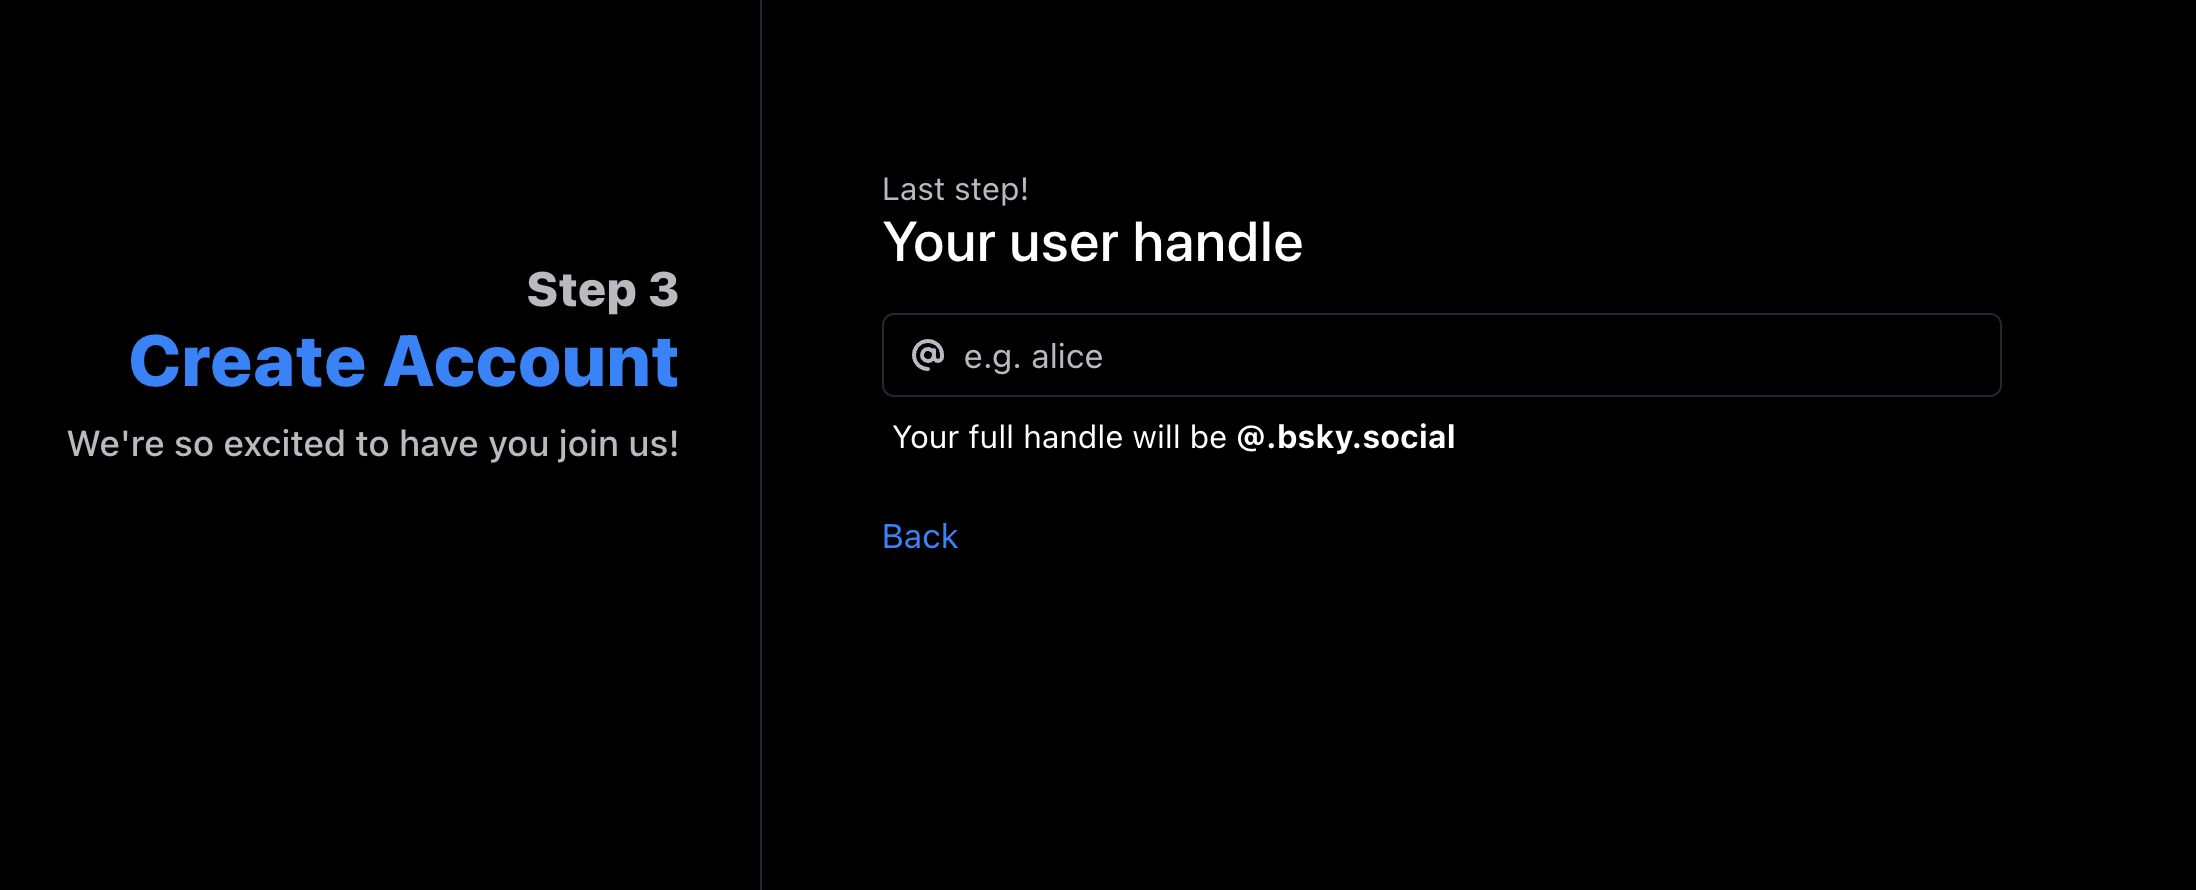 Step 3
Create Account
We're so excited to have you join us!
Last step!
Your user handle
@ e.g. alice
Your full handle will be @.bsky.social
Back